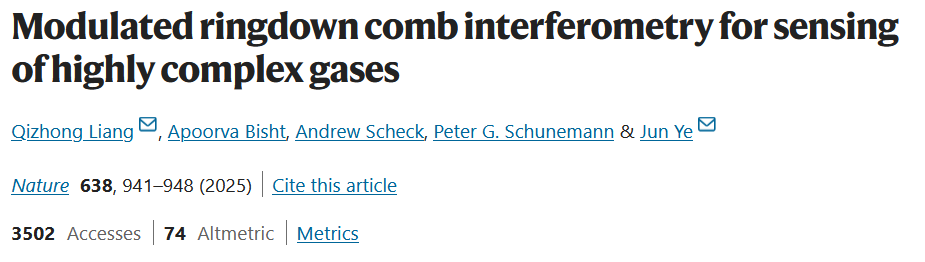 Modulated ringdown comb interferometry for sensing
of highly complex gases
Qizhong Liang, Apoorva Bisht, Andrew Scheck, Peter G. Schunemann & Jun Ye
Nature 638, 941–948 (2025) Cite this article
3502 Accesses 74 Altmetric Metrics